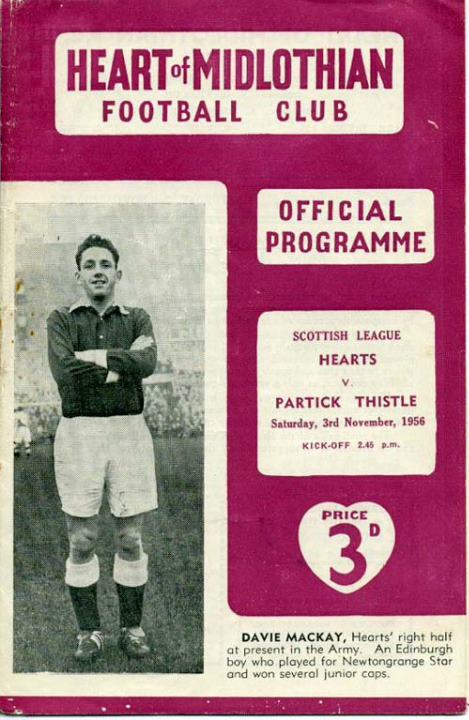 HEART of MIDLOTHIAN
FOOTBALL CLUB
OFFICIAL
PROGRAMME
SCOTTISH LEAGUE
HEARTS
V.
PARTICK THISTLE
Saturday, 3rd November, 1956
KICK-OFF 2.45 p.m.
PRICE
3D
DAVIE MACKAY, Hearts' right half
at present in the Army. An Edinburgh
boy who played for Newtongrange Star
and won several junior caps.